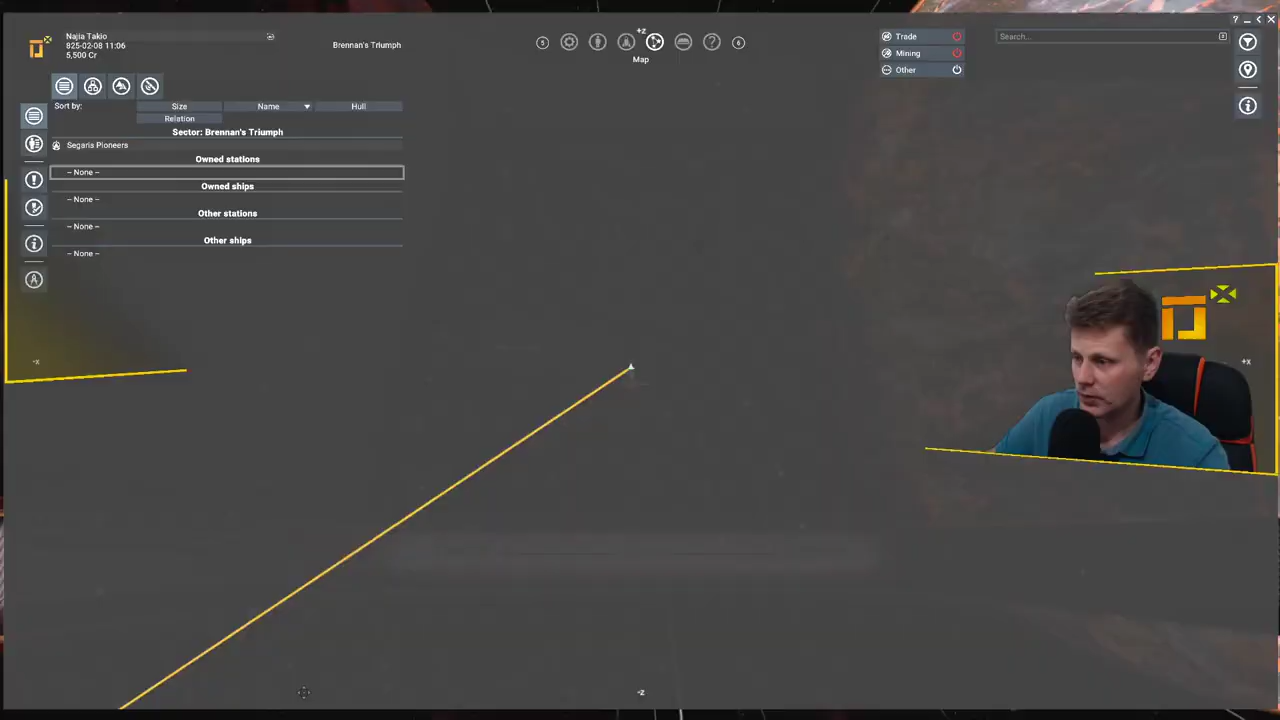 Najia Takio
825-02-08 11:06
5,500 Cr
Brennan's Triumph
5
6
+Z
Map
Trade
Mining
Other
Search...
?
Sort by:
Size
Name
Hull
Relation
Sector: Brennan's Triumph
Segaris Pioneers
Owned stations
-- None --
Owned ships
-- None --
Other stations
-- None --
Other ships
-- None --
-X
+X
-Z